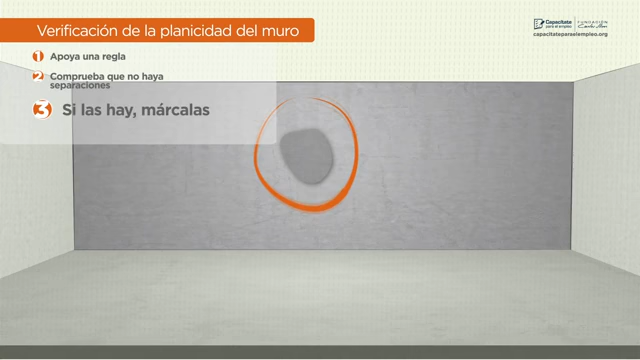 Verificación de la planicidad del muro
1 Apoya una regla
2 Comprueba que no haya
separaciones
3 Si las hay, márcalas
Capacítate
para el empleo
FUNDACIÓN
Carlos Slim
capacitateparaelempleo.org